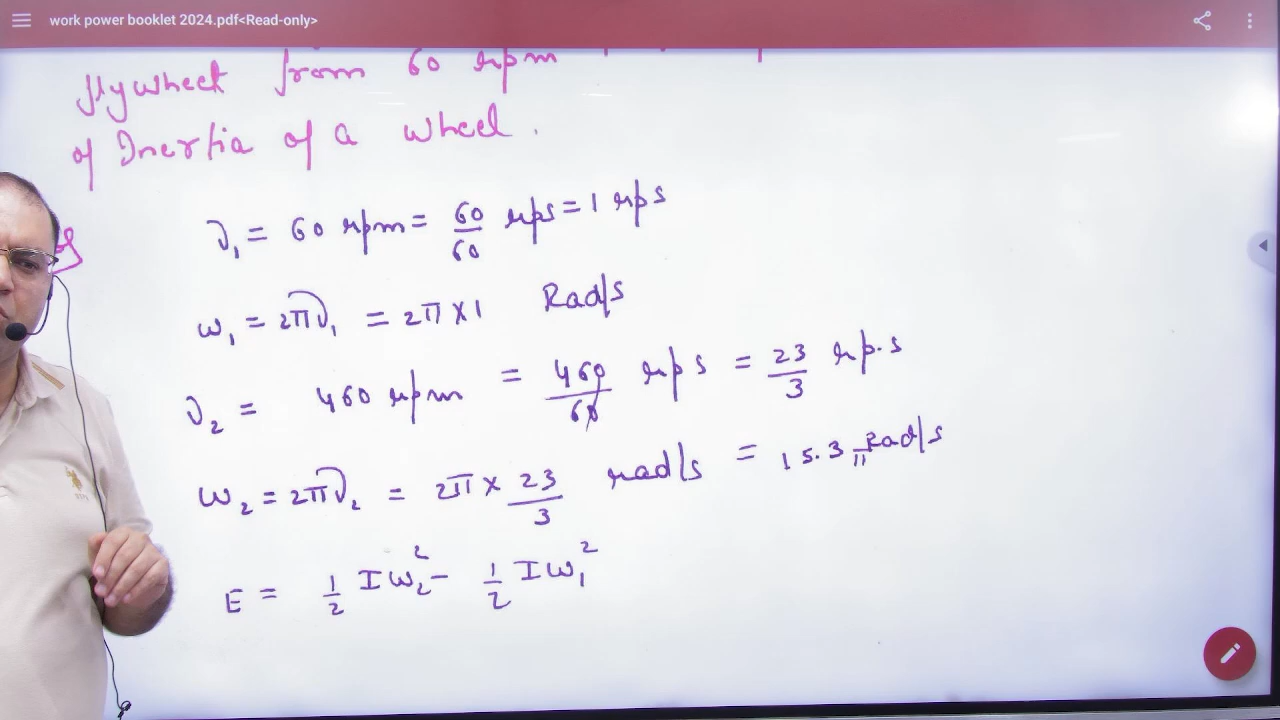 work power booklet 2024.pdf<Read-only>
flywheel from 60 rpm
of Inertia of a wheel.
ν₁ = 60 rpm = 60/60 rps = 1 rps
ω₁ = 2πν₁ = 2π×1 Rad/s
ν₂ = 460 rpm = 460/60 rps = 23/3 rp.s
ω₂ = 2πν₂ = 2π × 23/3 rad/s = 15.3π Rad/s
E = 1/2 Iω₂² - 1/2 Iω₁²